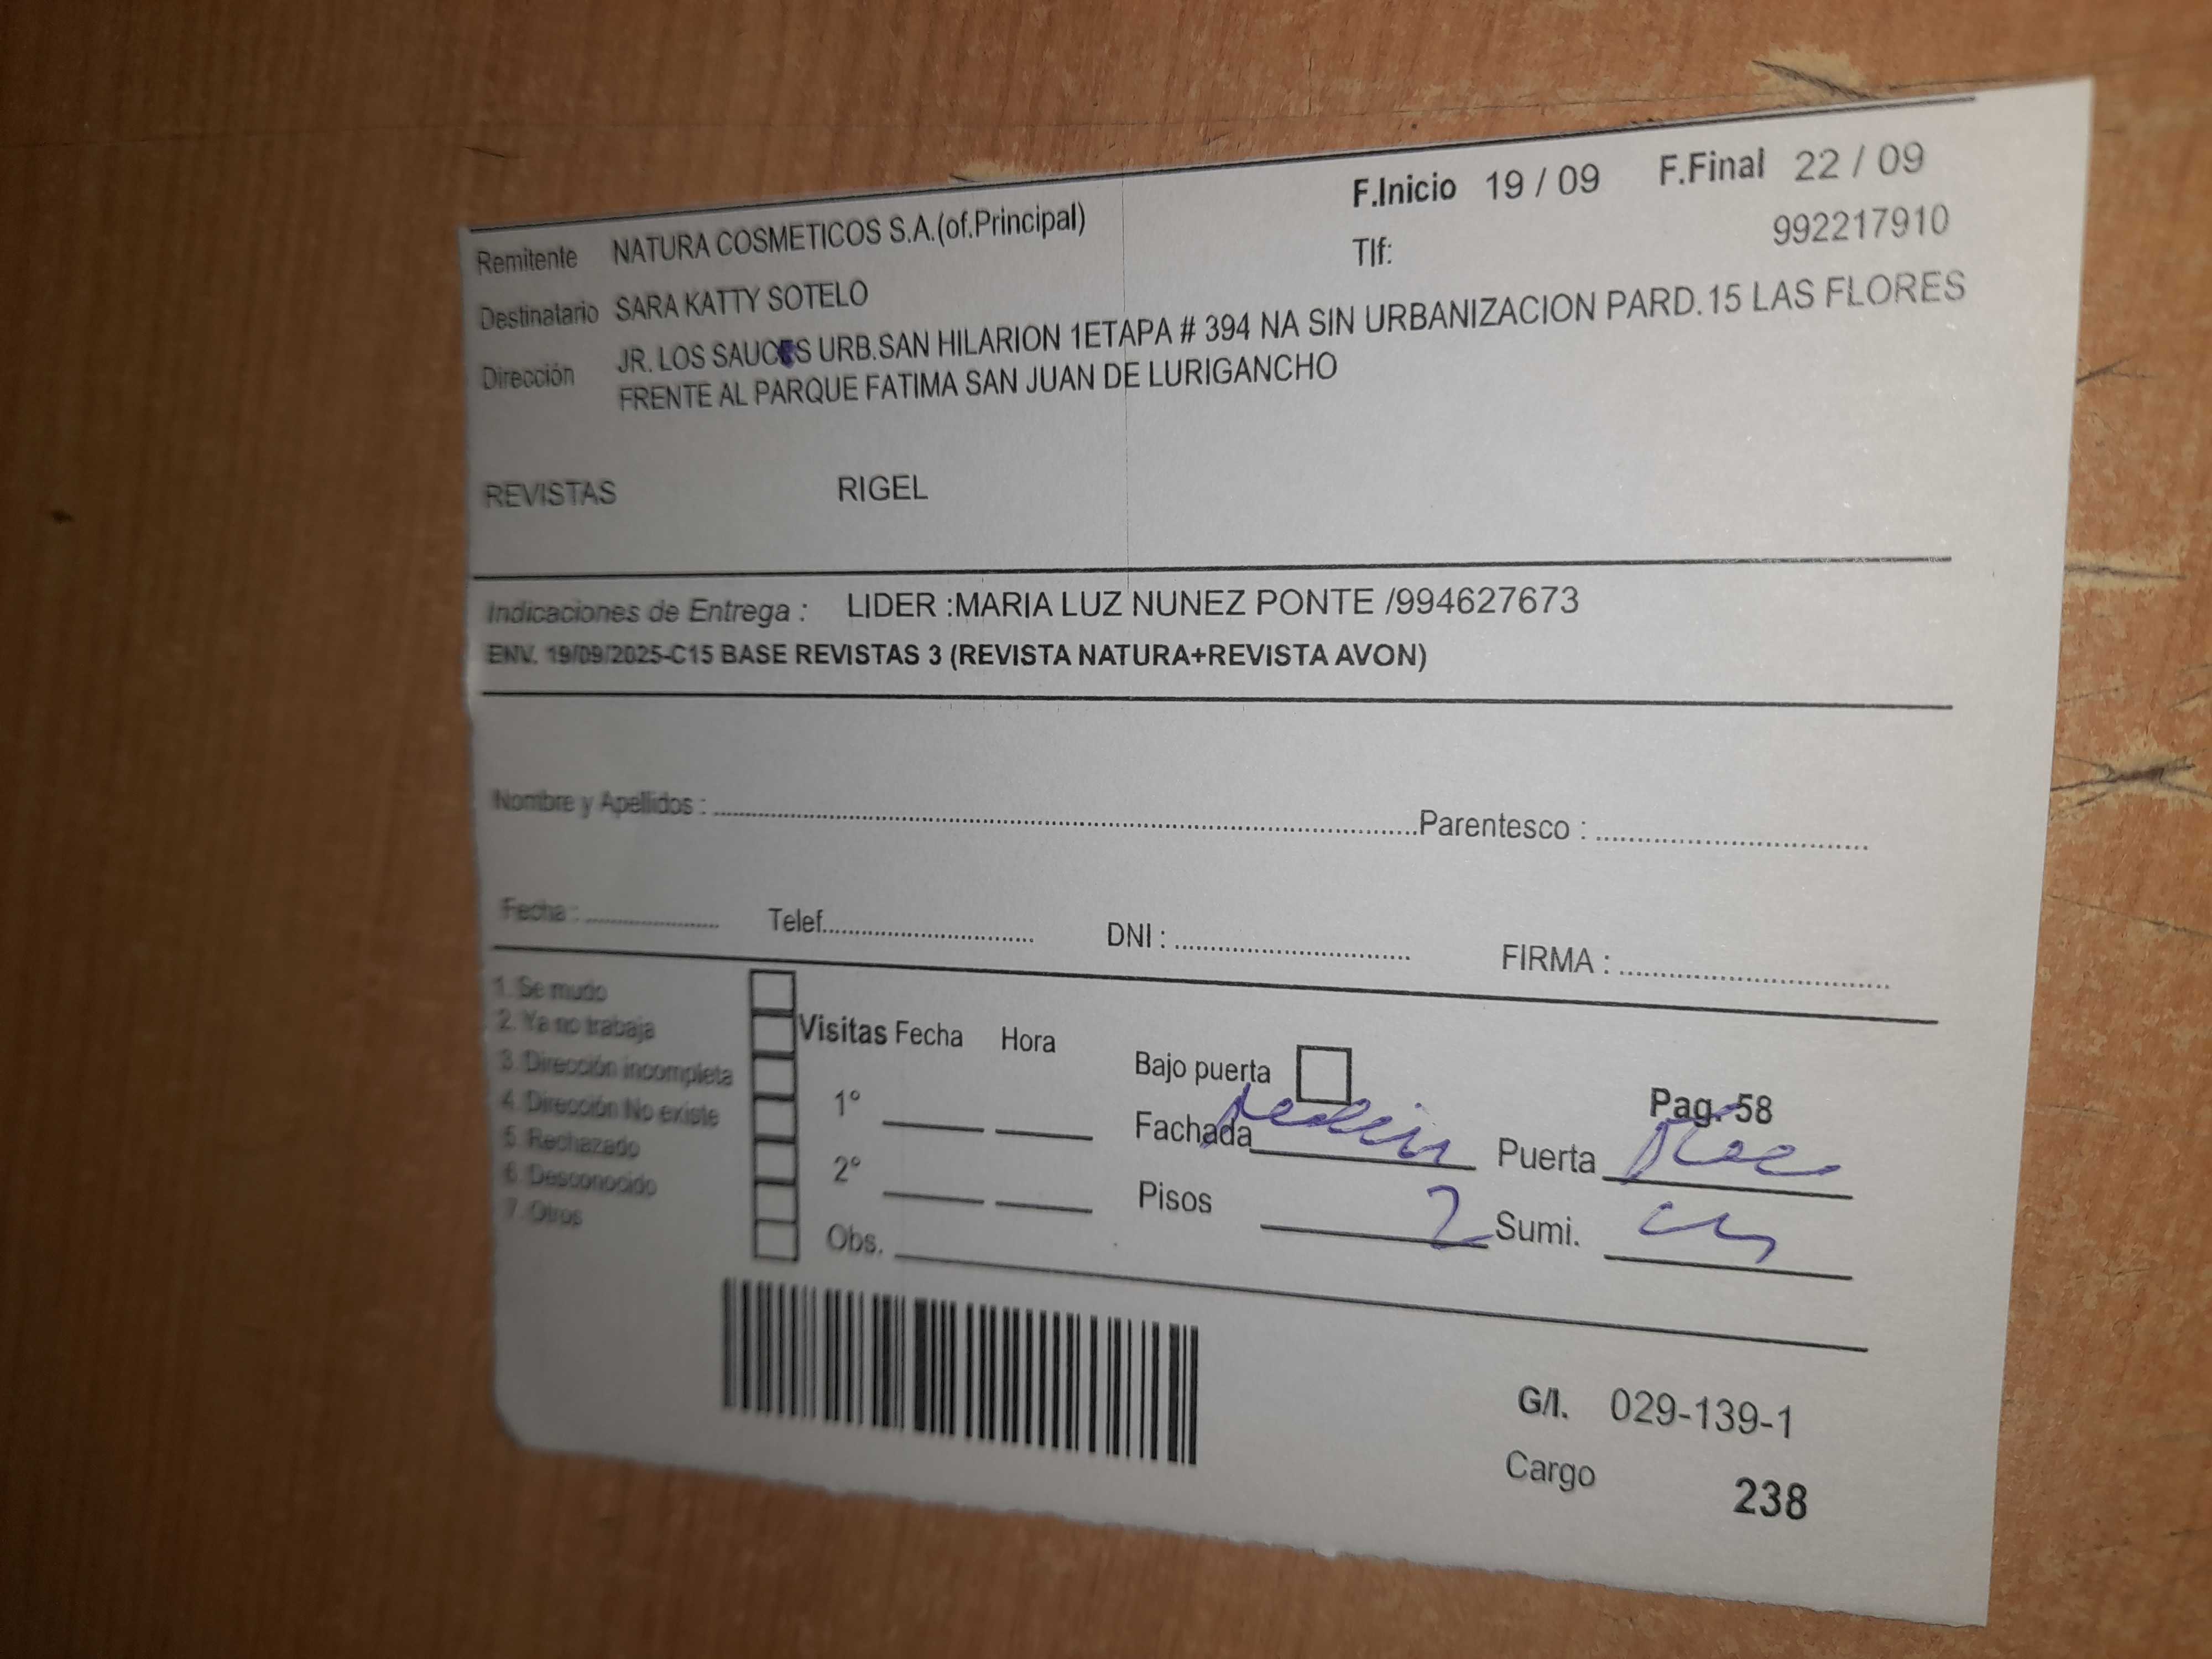 F.Inicio 19 / 09 F.Final 22 / 09
Remitente NATURA COSMETICOS S.A.(of.Principal) Tlf: 992217910
Destinatario SARA KATTY SOTELO
Dirección JR. LOS SAUCES URB.SAN HILARION 1ETAPA # 394 NA SIN URBANIZACION PARD.15 LAS FLORES
FRENTE AL PARQUE FATIMA SAN JUAN DE LURIGANCHO
REVISTAS RIGEL
Indicaciones de Entrega : LIDER :MARIA LUZ NUNEZ PONTE /994627673
ENV. 19/09/2025-C15 BASE REVISTAS 3 (REVISTA NATURA+REVISTA AVON)
Nombre y Apellidos : Parentesco :
Fecha : Telef. DNI : FIRMA :
1. Se mudo
2. Ya no trabaja
3. Dirección incompleta
4. Dirección No existe
5. Rechazado
6. Desconocido
7. Otros
Visitas Fecha Hora
1°
2°
Obs.
Bajo puerta
Pag. 58
Fachada Puerta
Pisos 2 Sumi.
G/I. 029-139-1
Cargo 238